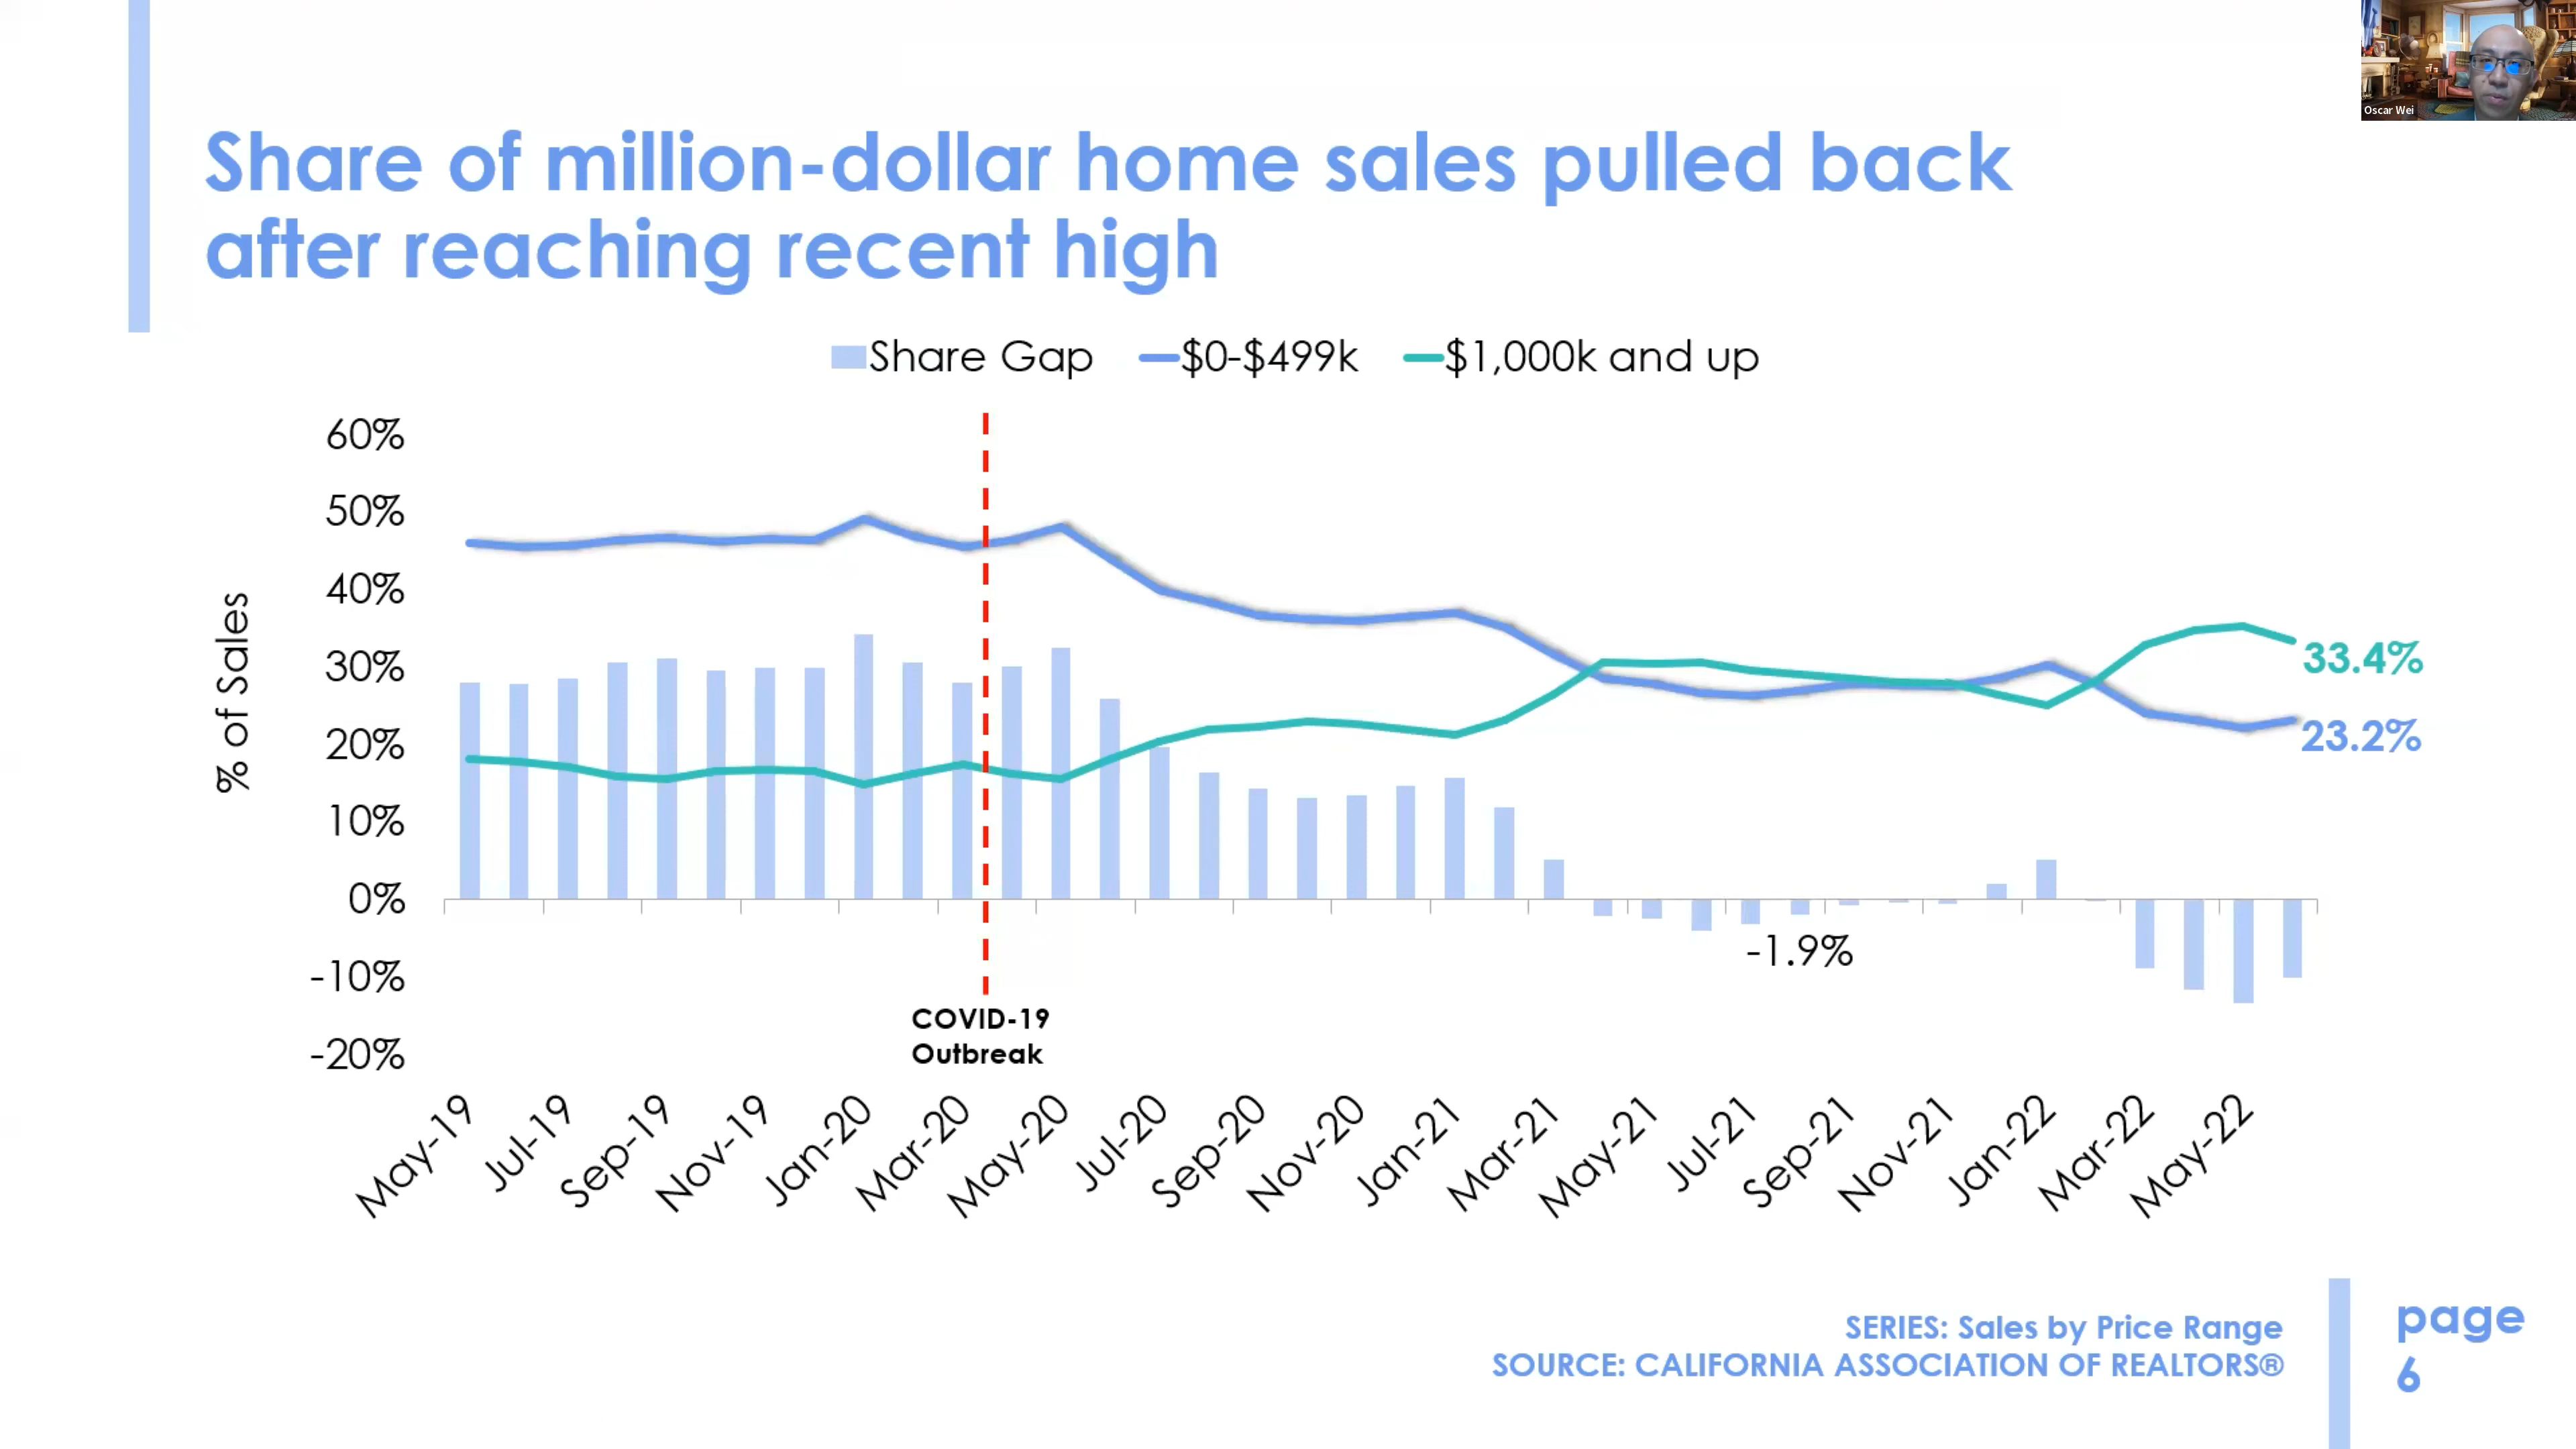 Oscar Wei
Share of million-dollar home sales pulled back
after reaching recent high
Share Gap
$0-$499k
$1,000k and up
60%
50%
40%
30%
20%
10%
0%
-10%
-20%
% of Sales
33.4%
23.2%
-1.9%
COVID-19
Outbreak
May-19
Jul-19
Sep-19
Nov-19
Jan-20
Mar-20
May-20
Jul-20
Sep-20
Nov-20
Jan-21
Mar-21
May-21
Jul-21
Sep-21
Nov-21
Jan-22
Mar-22
May-22
SERIES: Sales by Price Range
SOURCE: CALIFORNIA ASSOCIATION OF REALTORS®
page
6